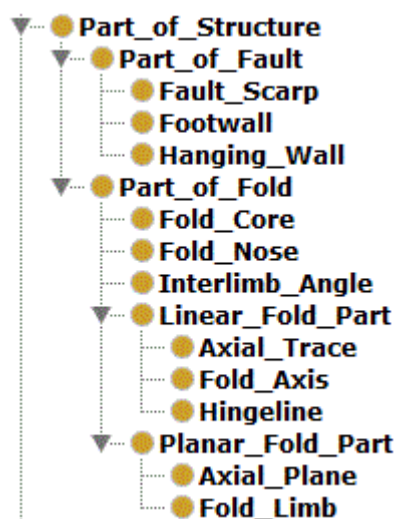 Part_of_Structure
Part_of_Fault
Fault_Scarp
Footwall
Hanging_Wall
Part_of_Fold
Fold_Core
Fold_Nose
Interlimb_Angle
Linear_Fold_Part
Axial_Trace
Fold_Axis
Hingeline
Planar_Fold_Part
Axial_Plane
Fold_Limb